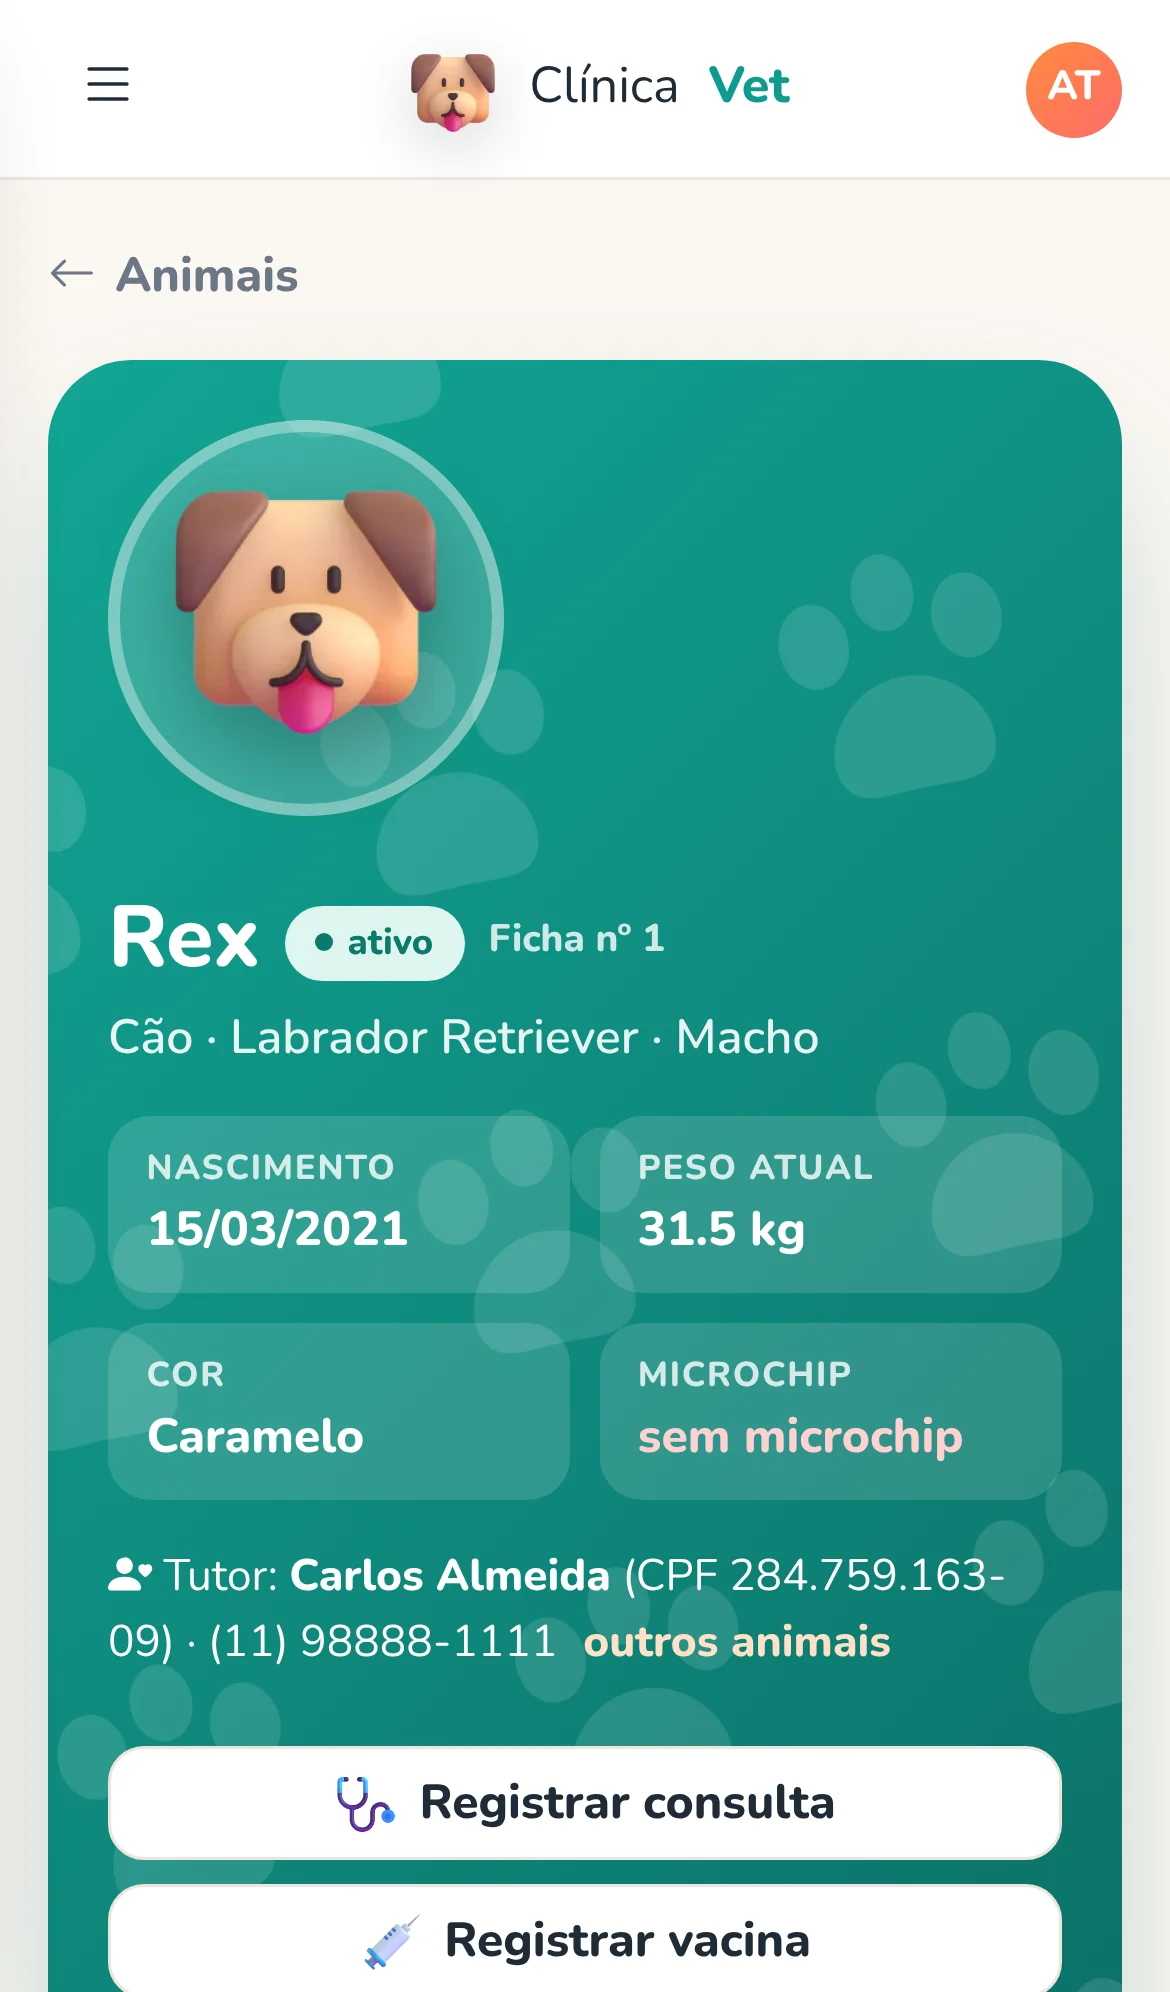 Clínica Vet
AT
← Animais
Rex
ativo
Ficha nº 1
Cão · Labrador Retriever · Macho
NASCIMENTO
15/03/2021
PESO ATUAL
31.5 kg
COR
Caramelo
MICROCHIP
sem microchip
Tutor: Carlos Almeida (CPF 284.759.163-
09) · (11) 98888-1111 outros animais
Registrar consulta
Registrar vacina